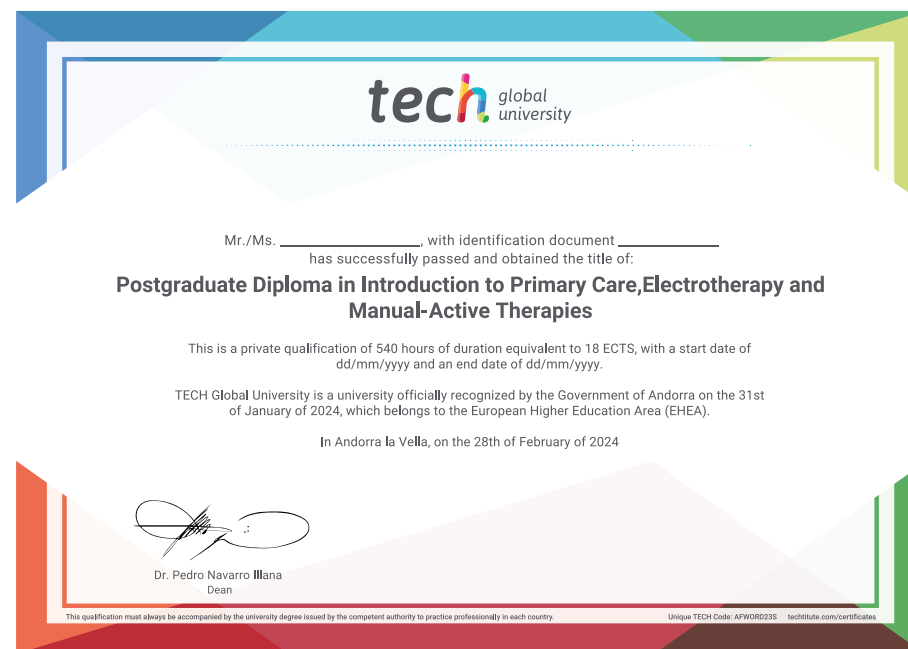 tech global university
Mr./Ms. ____________________, with identification document ______________
has successfully passed and obtained the title of:
Postgraduate Diploma in Introduction to Primary Care,Electrotherapy and
Manual-Active Therapies
This is a private qualification of 540 hours of duration equivalent to 18 ECTS, with a start date of
dd/mm/yyyy and an end date of dd/mm/yyyy.
TECH Global University is a university officially recognized by the Government of Andorra on the 31st
of January of 2024, which belongs to the European Higher Education Area (EHEA).
In Andorra la Vella, on the 28th of February of 2024
Dr. Pedro Navarro Illana
Dean
This qualification must always be accompanied by the university degree issued by the competent authority to practice professionally in each country.
Unique TECH Code: AFWORD23S techtitute.com/certificates